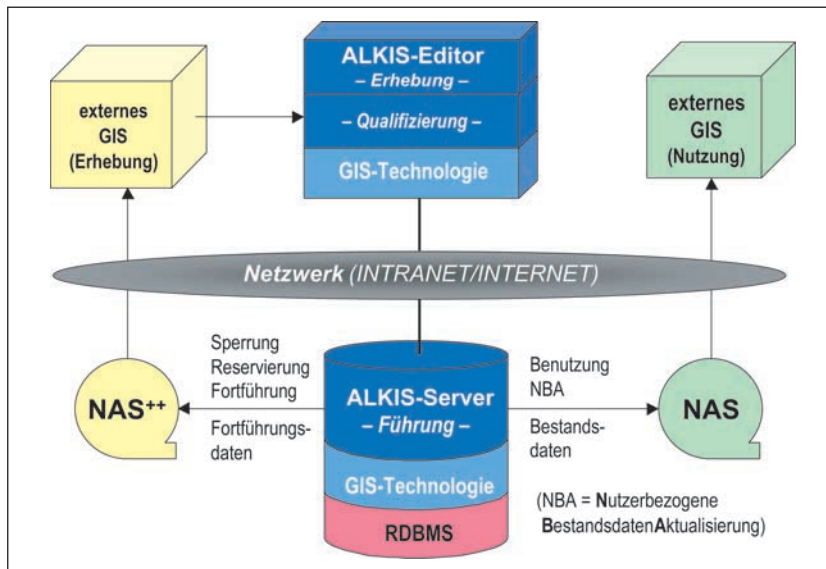 externes
GIS
(Erhebung)
ALKIS-Editor
– Erhebung –
– Qualifizierung –
GIS-Technologie
externes
GIS
(Nutzung)
Netzwerk (INTRANET/INTERNET)
NAS++
Sperrung
Reservierung
Fortführung
Fortführungs-
daten
ALKIS-Server
– Führung –
GIS-Technologie
RDBMS
Benutzung
NBA
Bestands-
daten
NAS
(NBA = Nutzerbezogene
BestandsdatenAktualisierung)